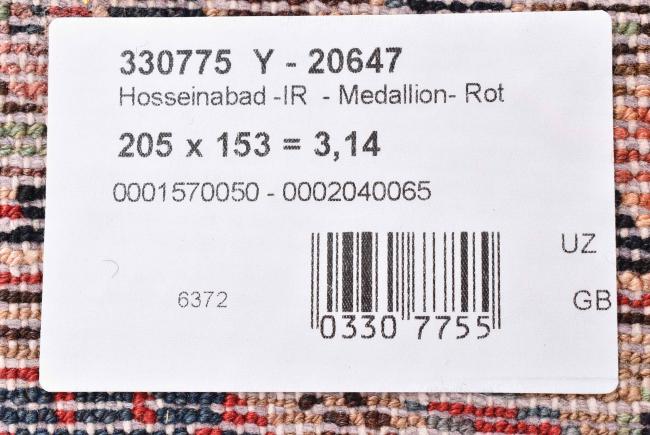 330775 Y - 20647
Hosseinabad -IR - Medallion- Rot
205 x 153 = 3,14
0001570050 - 0002040065
UZ
6372
GB
0330 7755